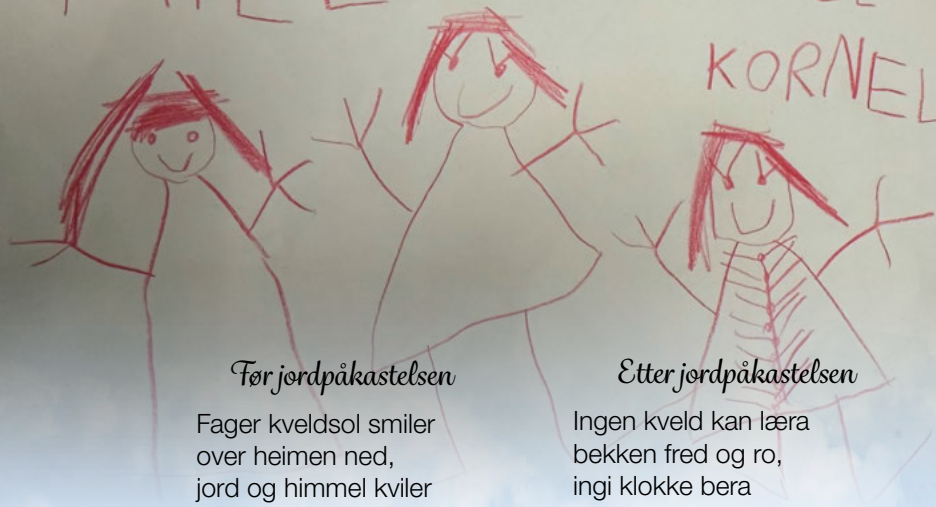 KORNEL
Før jordpåkastelsen
Fager kveldsol smiler
over heimen ned,
jord og himmel kviler
Etter jordpåkastelsen
Ingen kveld kan læra
bekken fred og ro,
ingi klokke bera